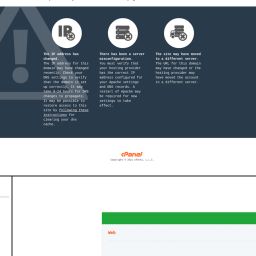 IP
The IP address has
changed.
The IP address for this
domain may have changed
recently. Check your
DNS settings to verify
that the domain is set
up correctly. It may
take 8-24 hours for DNS
changes to propagate.
It may be possible to
restore access to this
site by following these
instructions for
clearing your dns
cache.
There has been a server
misconfiguration.
You must verify that
your hosting provider
has the correct IP
address configured for
your Apache settings
and DNS records. A
restart of Apache may
be required for new
settings to take
affect.
The site may have moved
to a different server.
The URL for this domain
may have changed or the
hosting provider may
have moved the account
to a different server.
cPanel
Web